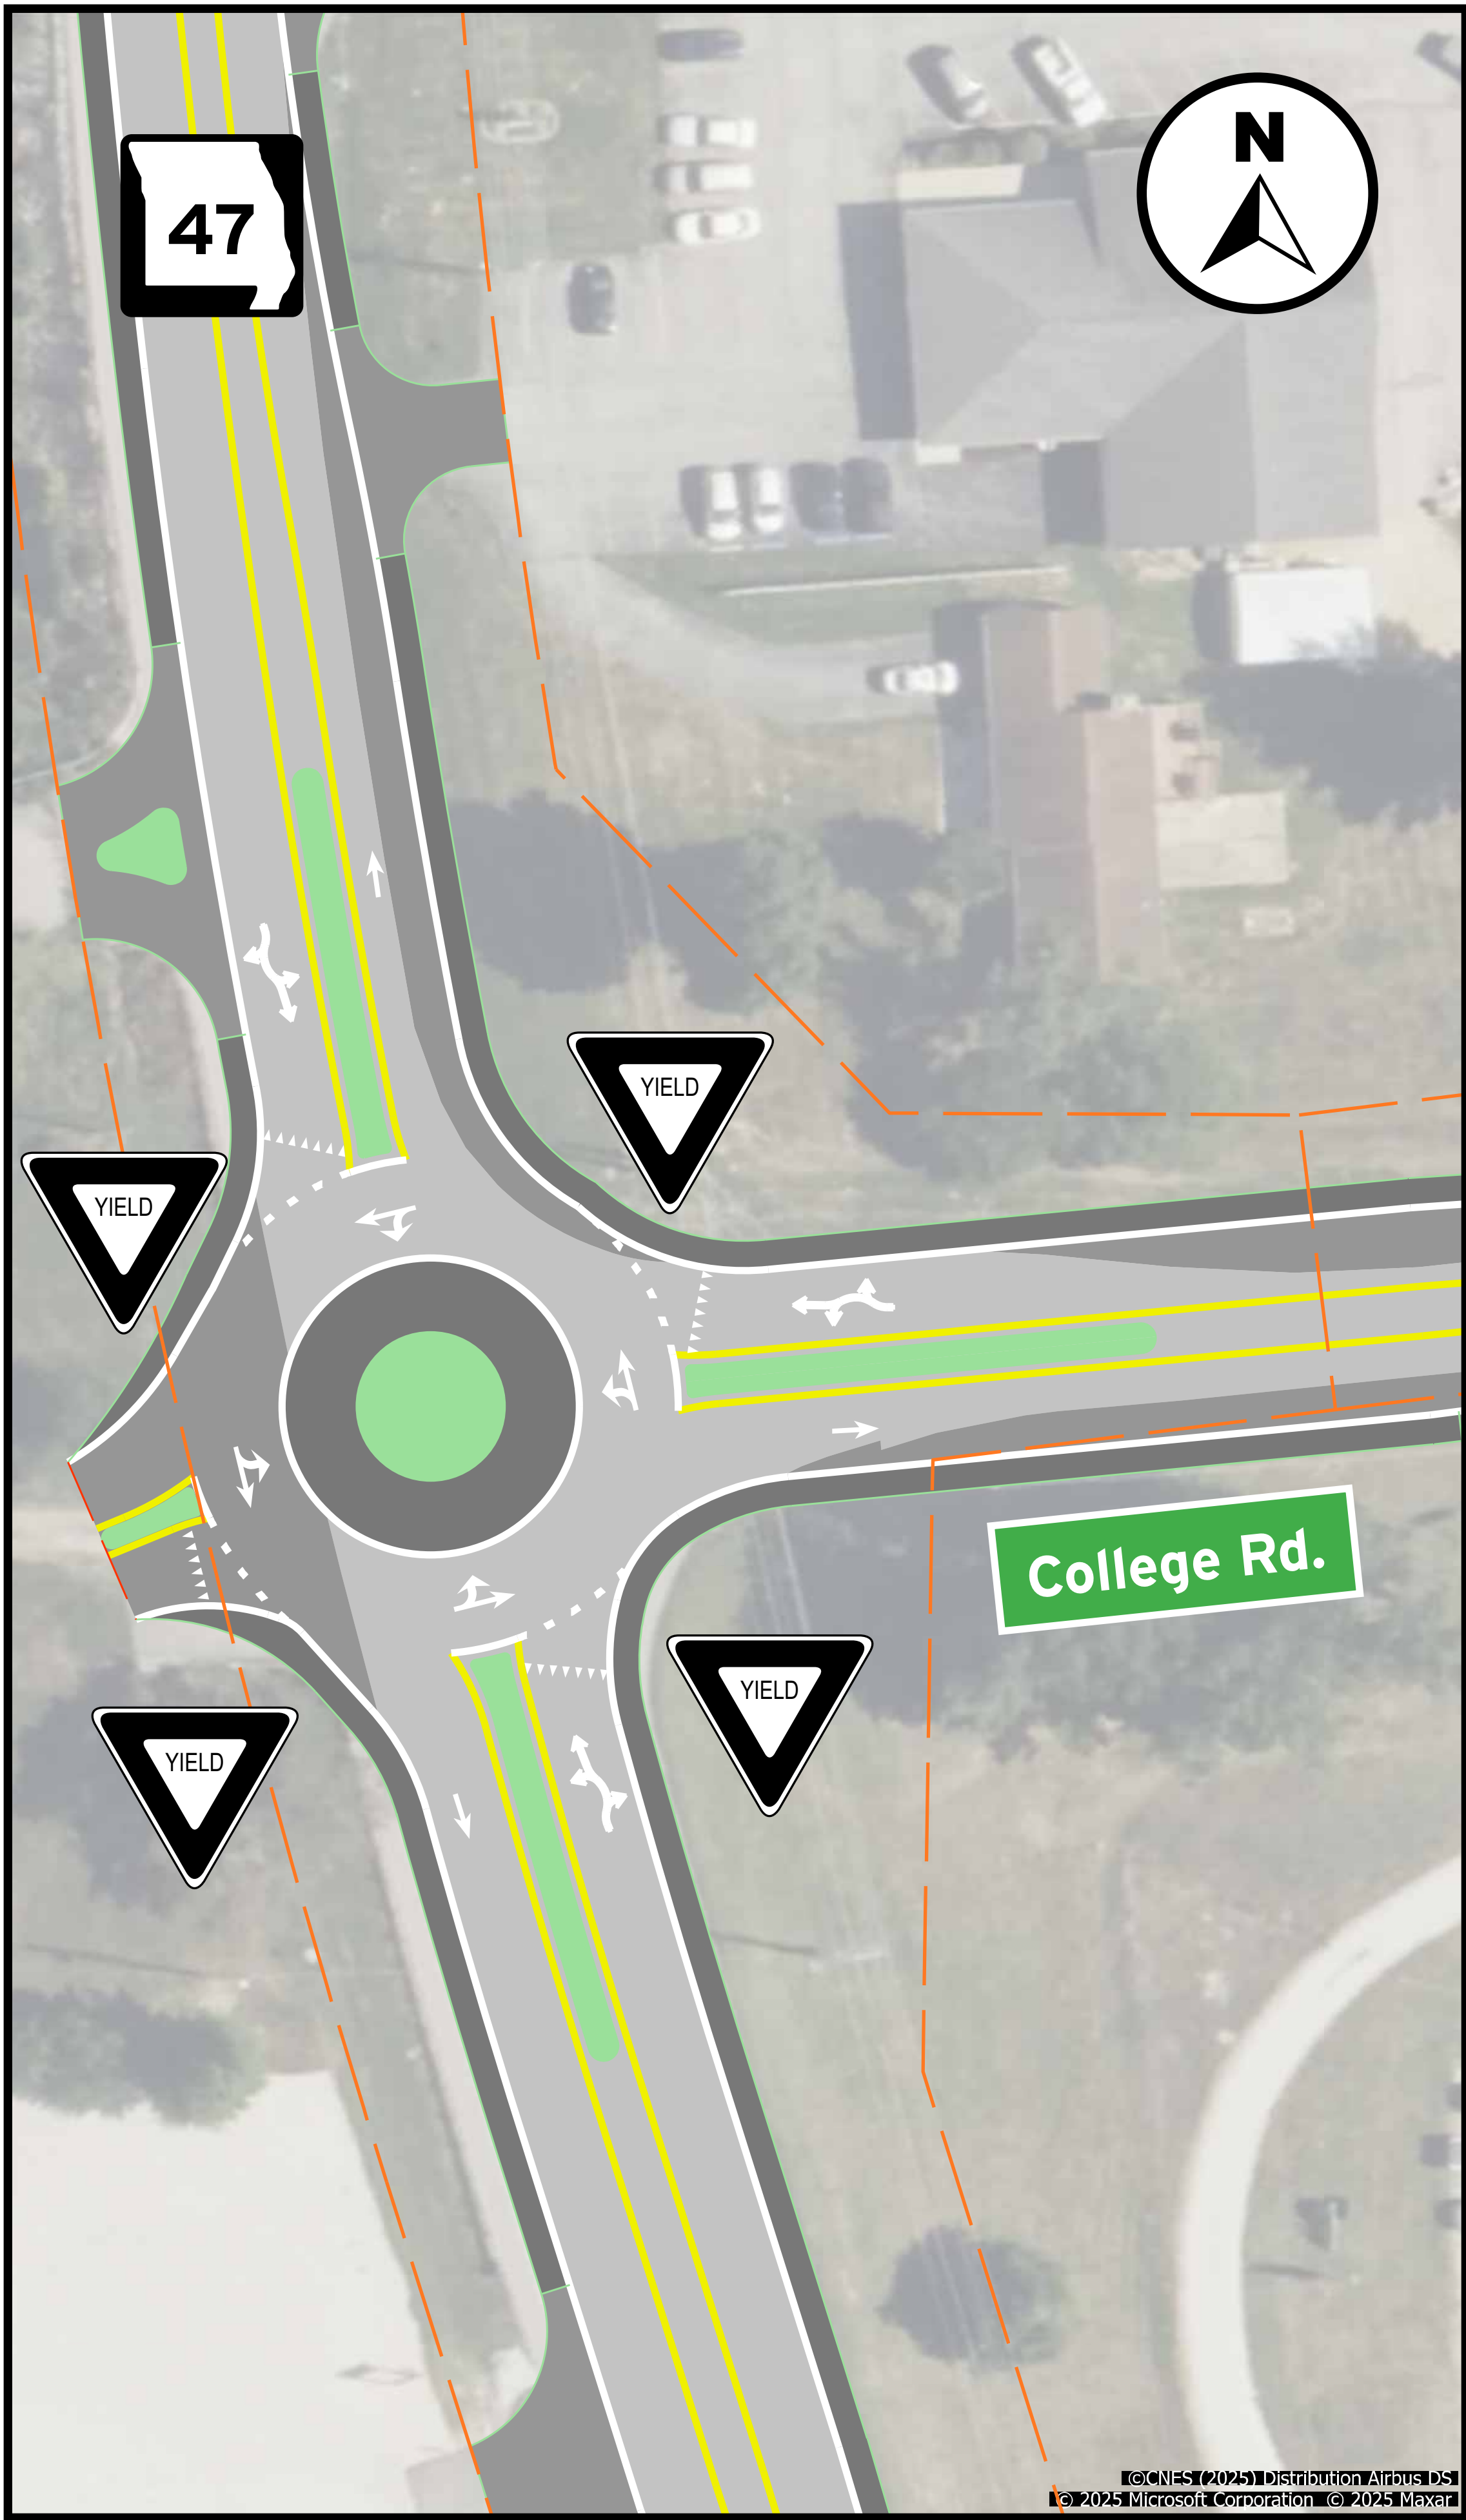 N
47
YIELD
YIELD
College Rd.
YIELD
YIELD
©CNES (2025) Distribution Airbus DS
© 2025 Microsoft Corporation © 2025 Maxar